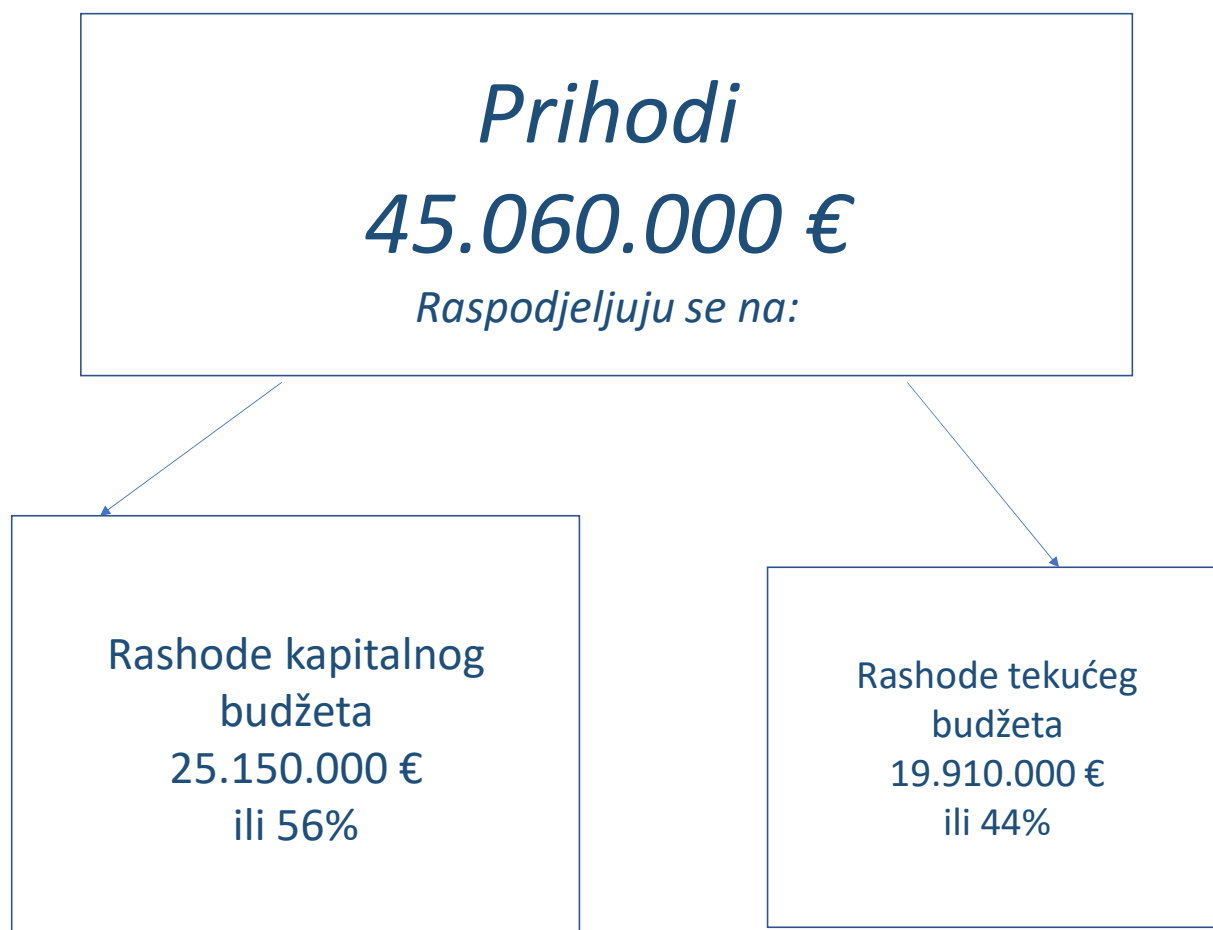 Prihodi
45.060.000 €
Raspodjeljuju se na:
Rashode kapitalnog
budžeta
25.150.000 €
ili 56%
Rashode tekućeg
budžeta
19.910.000 €
ili 44%